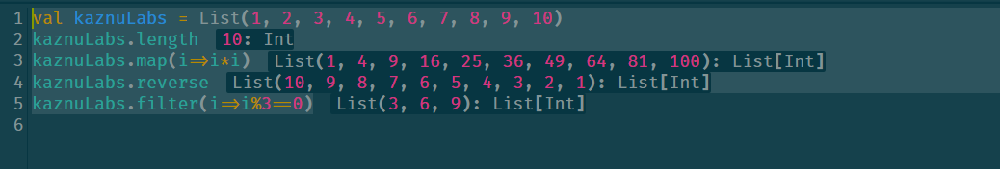 1 val kaznuLabs = List(1, 2, 3, 4, 5, 6, 7, 8, 9, 10)
2 kaznuLabs.length 10: Int
3 kaznuLabs.map(i=>i*i) List(1, 4, 9, 16, 25, 36, 49, 64, 81, 100): List[Int]
4 kaznuLabs.reverse List(10, 9, 8, 7, 6, 5, 4, 3, 2, 1): List[Int]
5 kaznuLabs.filter(i=>i%3==0) List(3, 6, 9): List[Int]
6